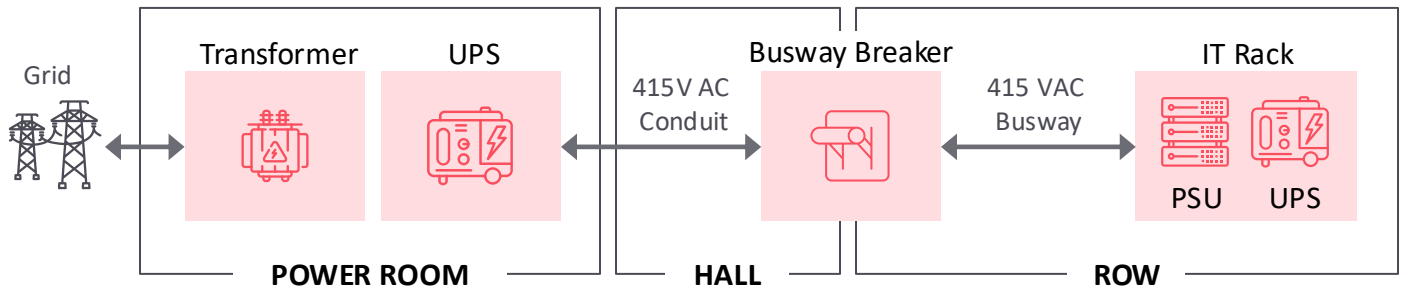 Grid
Transformer
UPS
415V AC
Conduit
Busway Breaker
415 VAC
Busway
IT Rack
PSU
UPS
POWER ROOM
HALL
ROW